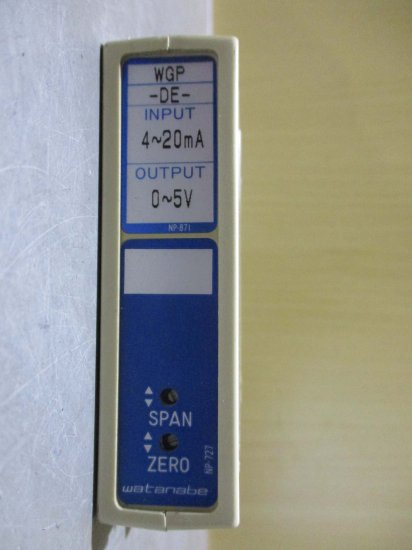 WGP
-DE-
INPUT
4~20mA
OUTPUT
0~5V
NP-871
SPAN
ZERO
NP-727
watanabe